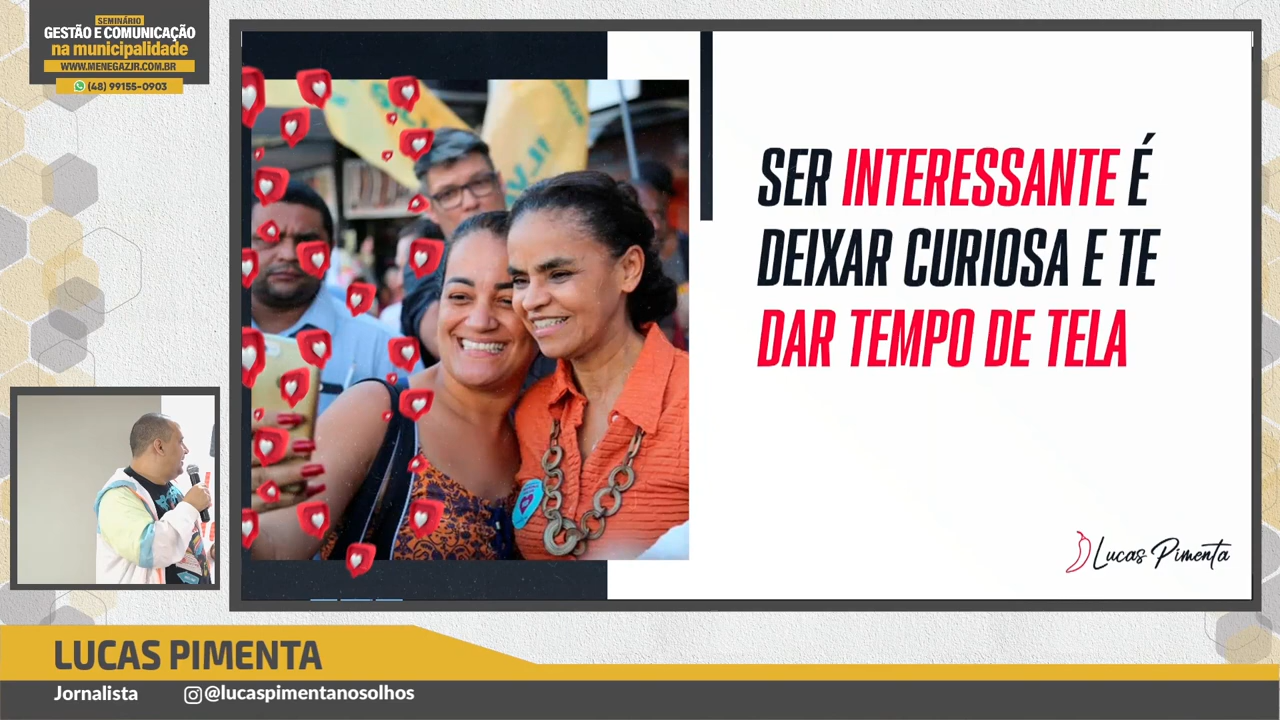 SEMINÁRIO
GESTÃO E COMUNICAÇÃO
na municipalidade
WWW.MENEGAZJR.COM.BR
(48) 99155-0903
SER INTERESSANTE É
DEIXAR CURIOSA E TE
DAR TEMPO DE TELA
Lucas Pimenta
LUCAS PIMENTA
Jornalista
@lucaspimentanosolhos